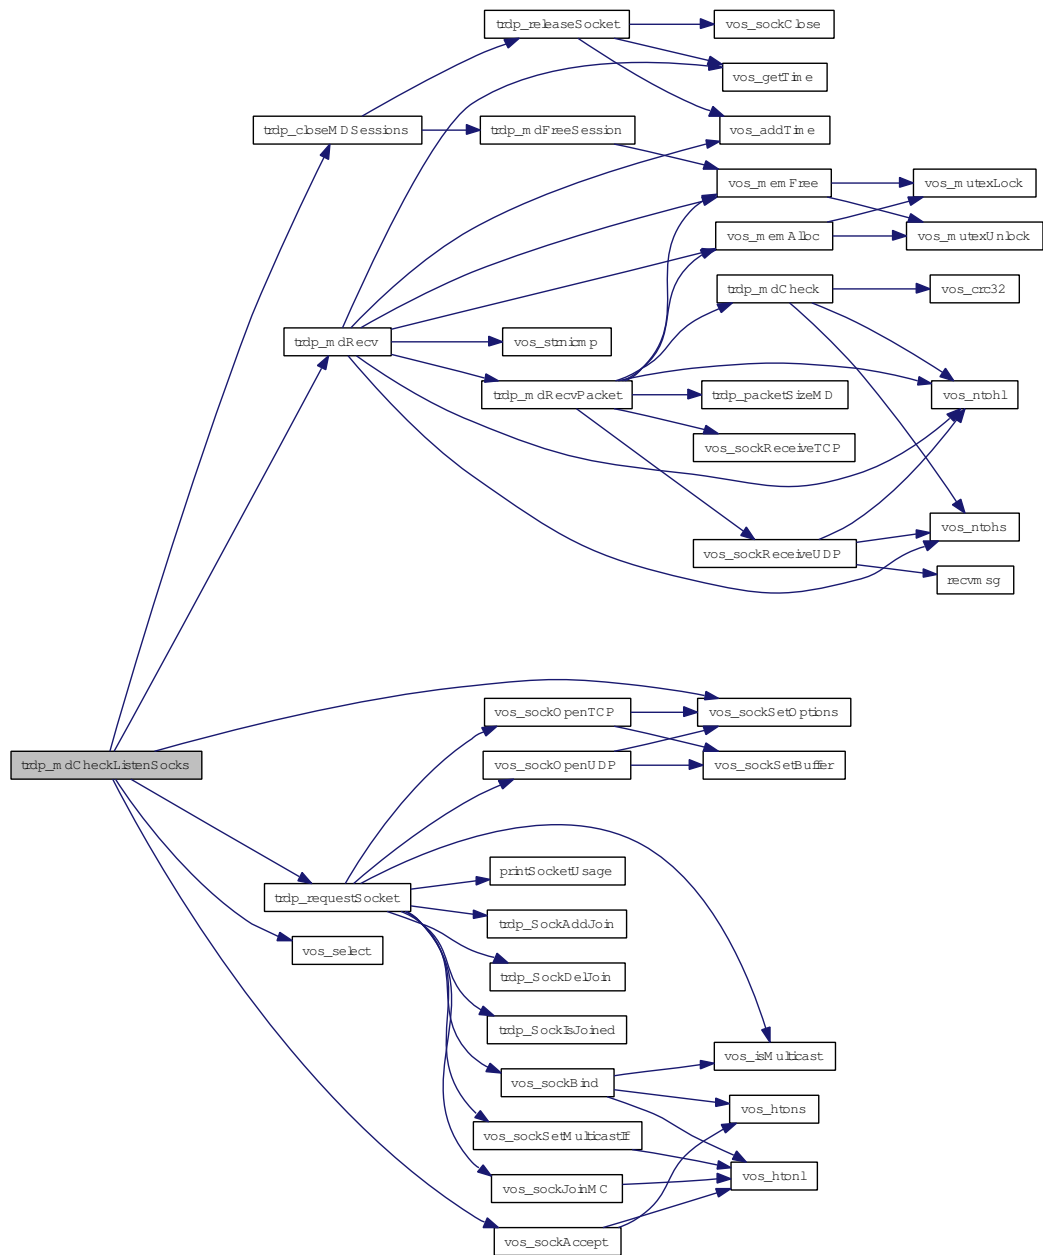 trdp_releaseSocket
vos_sockClose
vos_getTime
trdp_closeMDSessions
trdp_mdFreeSession
vos_addTime
vos_memFree
vos_mutexLock
vos_memAlloc
vos_mutexUnlock
trdp_mdCheck
vos_crc32
trdp_mdRecv
vos_strnicmp
trdp_mdRecvPacket
trdp_packetSizeMD
vos_ntohl
vos_sockReceiveTCP
vos_ntohs
vos_sockReceiveUDP
recvmsg
vos_sockOpenTCP
vos_sockSetOptions
trdp_mdCheckListenSocks
vos_sockOpenUDP
vos_sockSetBuffer
printSocketUsage
trdp_requestSocket
trdp_SockAddJoin
vos_select
trdp_SockDelJoin
trdp_SockIsJoined
vos_isMulticast
vos_sockBind
vos_htons
vos_sockSetMulticastIf
vos_htonl
vos_sockJoinMC
vos_sockAccept